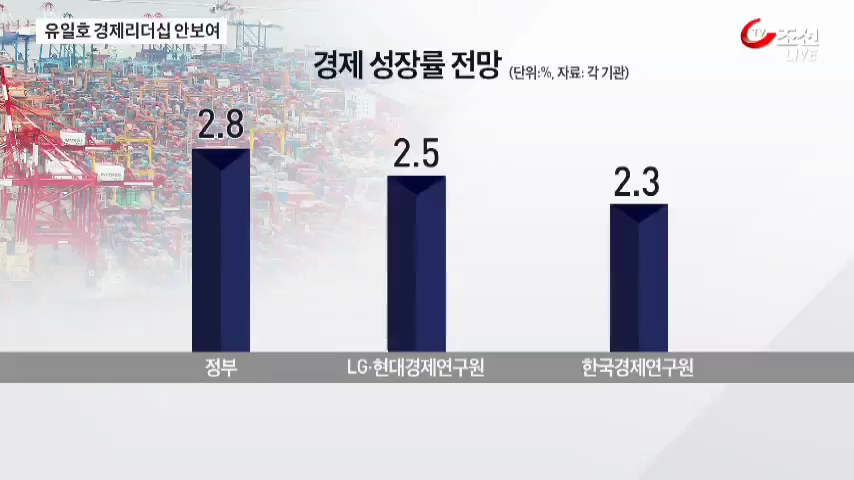 유일호 경제리더십 안보여
TV조선
LIVE
경제 성장률 전망 (단위:%, 자료: 각 기관)
2.8
2.5
2.3
정부
LG·현대경제연구원
한국경제연구원